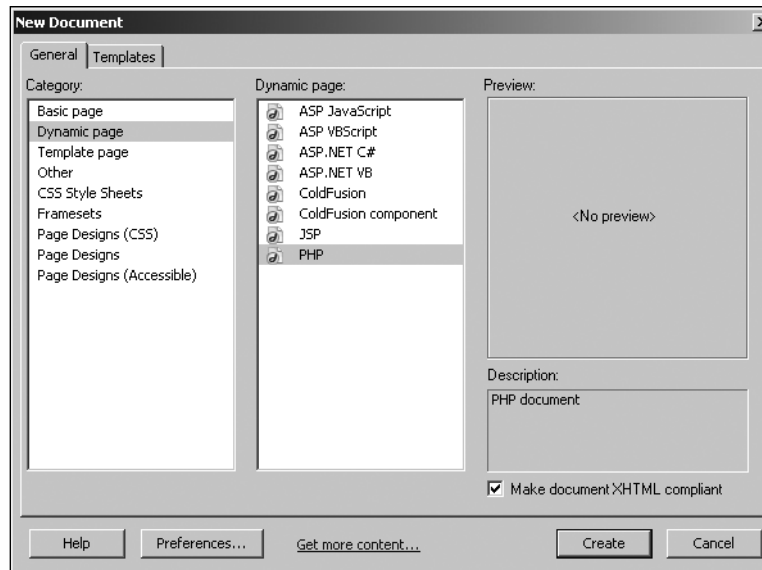 New Document
General
Templates
Category:
Basic page
Dynamic page
Template page
Other
CSS Style Sheets
Framesets
Page Designs (CSS)
Page Designs
Page Designs (Accessible)
Dynamic page:
ASP JavaScript
ASP VBScript
ASP.NET C#
ASP.NET VB
ColdFusion
ColdFusion component
JSP
PHP
Preview:
<No preview>
Description:
PHP document
Make document XHTML compliant
Help
Preferences...
Get more content...
Create
Cancel